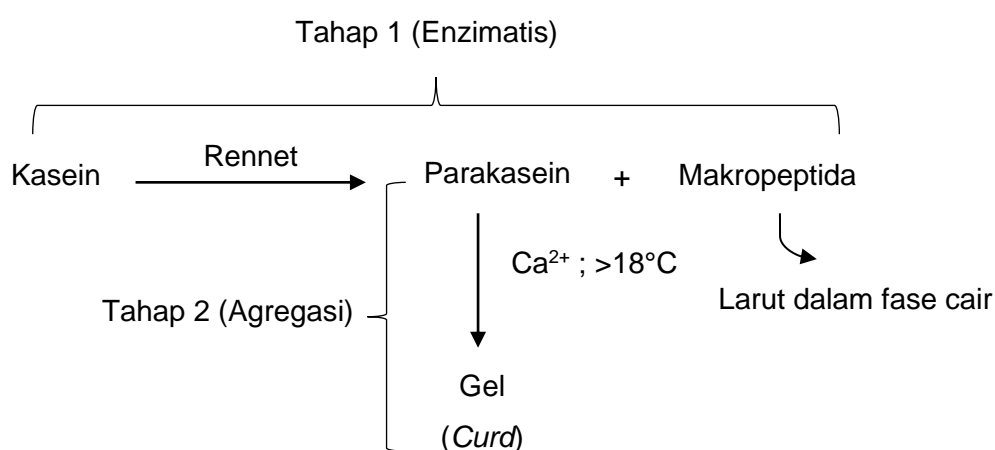 Tahap 1 (Enzimatis)
Rennet
Kasein
Parakasein + Makropeptida
Ca²⁺ ; >18°C
Larut dalam fase cair
Tahap 2 (Agregasi)
Gel
(Curd)